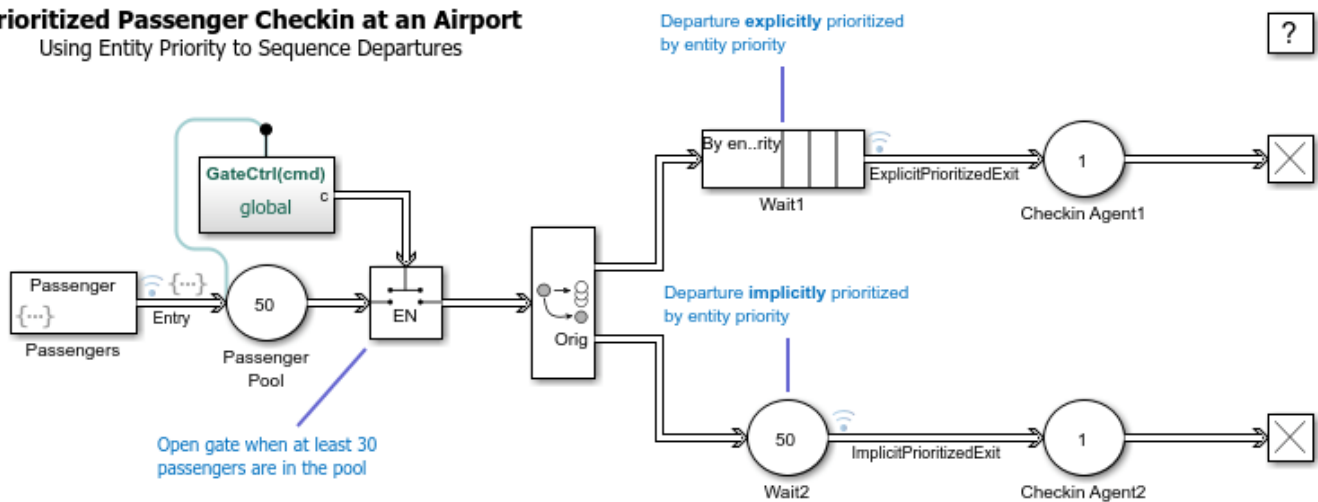 rioritized Passenger Checkin at an Airport
Using Entity Priority to Sequence Departures
Departure explicitly prioritized
by entity priority
?
GateCtrl(cmd)
global
c
By en..rity
Wait1
ExplicitPrioritizedExit
1
Checkin Agent1
Passenger
{...}
Passengers
{...}
Entry
50
Passenger
Pool
EN
Orig
Departure implicitly prioritized
by entity priority
Open gate when at least 30
passengers are in the pool
50
Wait2
ImplicitPrioritizedExit
1
Checkin Agent2